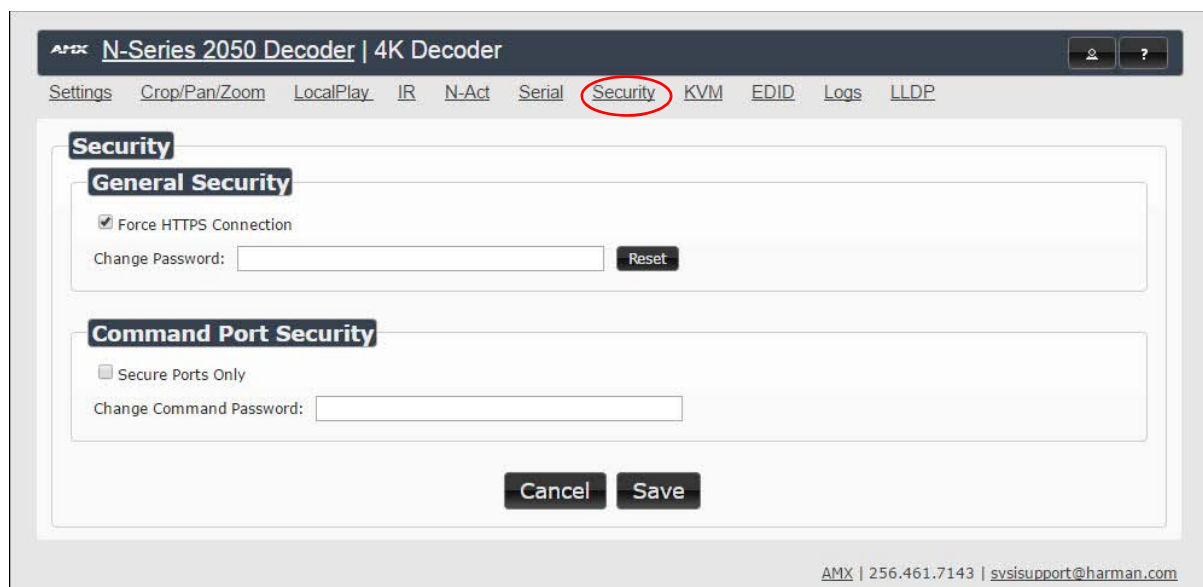 AMX N-Series 2050 Decoder | 4K Decoder ?
Settings Crop/Pan/Zoom LocalPlay IR N-Act Serial Security KVM EDID Logs LLDP
Security
General Security
Force HTTPS Connection
Change Password: Reset
Command Port Security
Secure Ports Only
Change Command Password:
Cancel Save
AMX | 256.461.7143 | svsisupport@harman.com